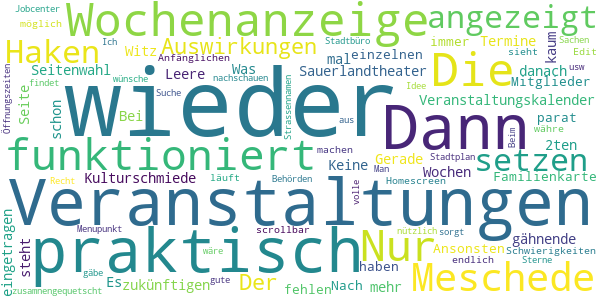 Jobcenter
möglich
Wochenanzeige
angezeigt
Haken
Ich
Witz
Auswirkungen
Stadtbüro
mal
einzelnen
immer
Termine
kaum
Sachen
sieht
Edit
Öffnungszeiten
Seitenwahl
Anfänglichen
Leere
Was
nachschauen
Sauerlandtheater
Die
danach
usw
findet
wünsche
Suche
Idee
Mitglieder
Seite
schon
wieder
Strassennamen
aus
Veranstaltungskalender
Bei
Dann
parat
Beim
währe
funktioniert
machen
Gerade
Stadtplan
2ten
Keine
Wochen
setzen
Recht
Kulturschmiede
läuft
Behörden
Man
Homescreen
Familienkarte
Veranstaltungen
volle
nützlich
eingetragen
Menupunkt
scrollbar
sorgt
Ansonsten
gähnende
steht
praktisch
Nur
wäre
endlich
Schwierigkeiten
haben
Sterne
Es
zukünftigen
Der
gäbe
gute
fehlen
Nach
mehr
Meschede
zusammengequetscht